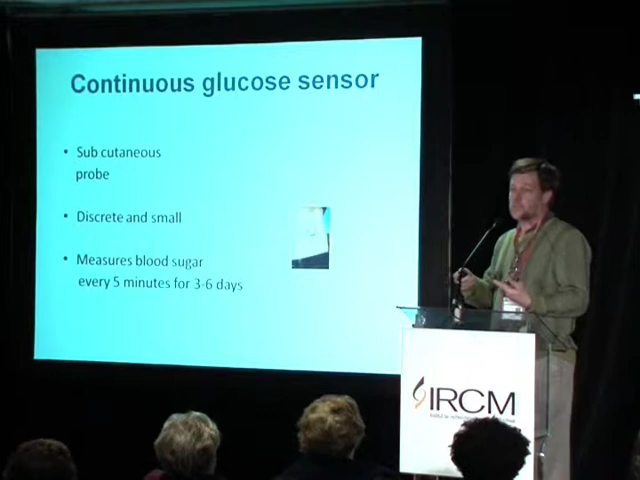 Continuous glucose sensor
• Sub cutaneous
probe
• Discrete and small
• Measures blood sugar
every 5 minutes for 3-6 days
IRCM